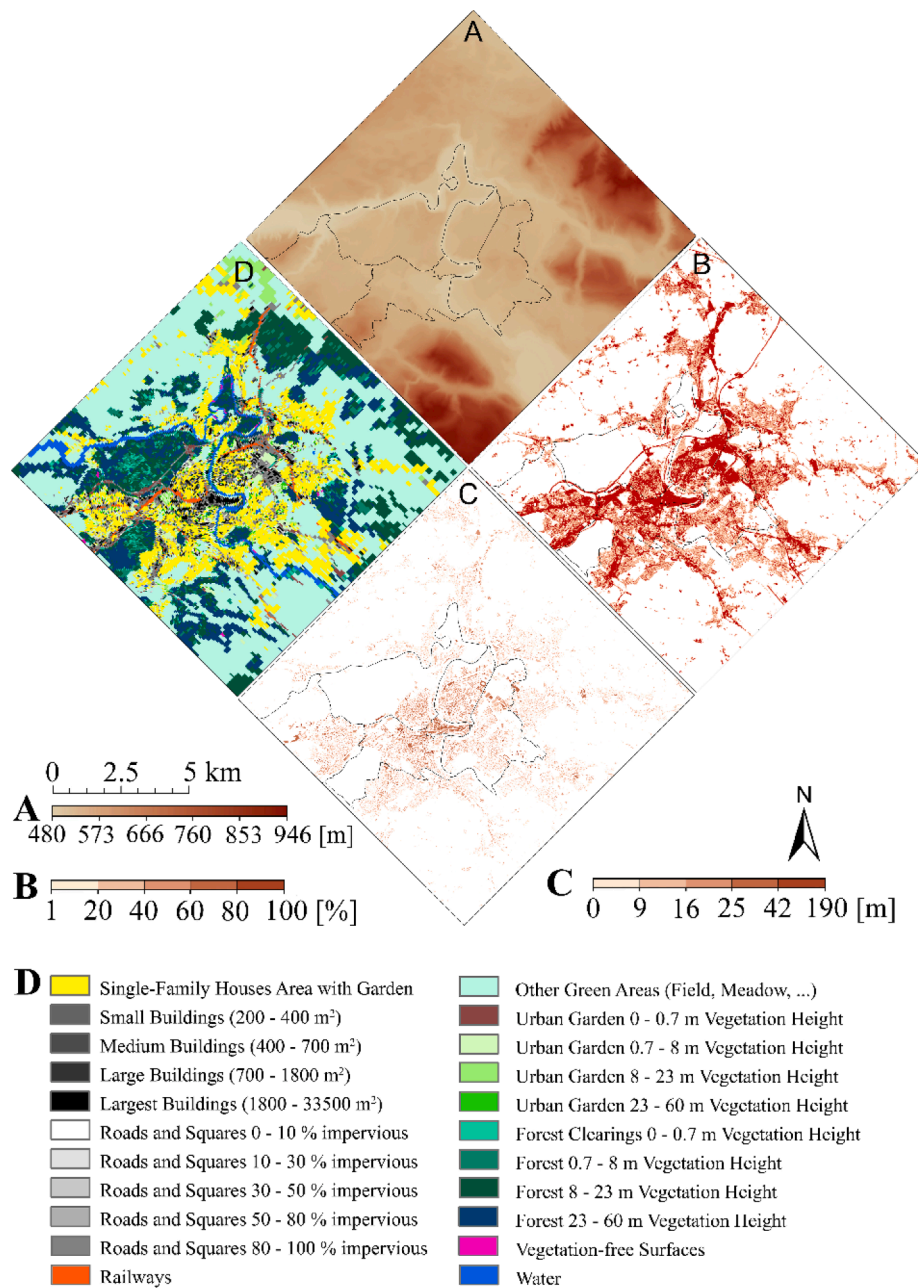 A
D
B
C
0 2.5 5 km
A
480 573 666 760 853 946 [m]
N
B
1 20 40 60 80 100 [%]
C
0 9 16 25 42 190 [m]
D
Single-Family Houses Area with Garden
Small Buildings (200 - 400 m²)
Medium Buildings (400 - 700 m²)
Large Buildings (700 - 1800 m²)
Largest Buildings (1800 - 33500 m²)
Roads and Squares 0 - 10 % impervious
Roads and Squares 10 - 30 % impervious
Roads and Squares 30 - 50 % impervious
Roads and Squares 50 - 80 % impervious
Roads and Squares 80 - 100 % impervious
Railways
Other Green Areas (Field, Meadow, ...)
Urban Garden 0 - 0.7 m Vegetation Height
Urban Garden 0.7 - 8 m Vegetation Height
Urban Garden 8 - 23 m Vegetation Height
Urban Garden 23 - 60 m Vegetation Height
Forest Clearings 0 - 0.7 m Vegetation Height
Forest 0.7 - 8 m Vegetation Height
Forest 8 - 23 m Vegetation Height
Forest 23 - 60 m Vegetation Height
Vegetation-free Surfaces
Water